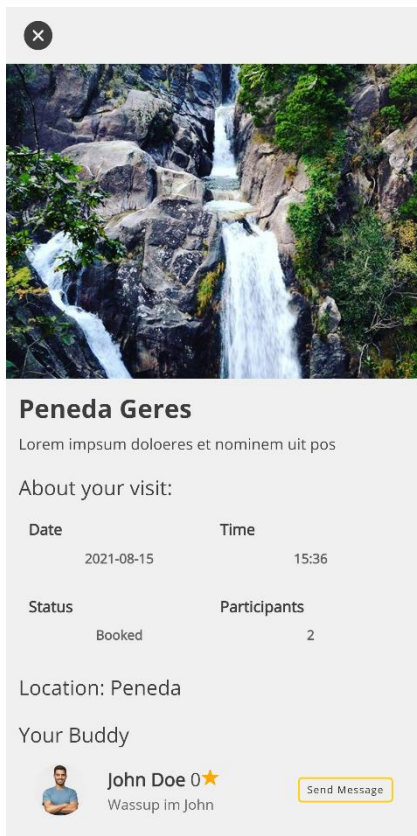 Peneda Geres
Lorem impsum doloeres et nominem uit pos
About your visit:
Date Time
2021-08-15 15:36
Status Participants
Booked 2
Location: Peneda
Your Buddy
John Doe 0★
Wassup im John
Send Message